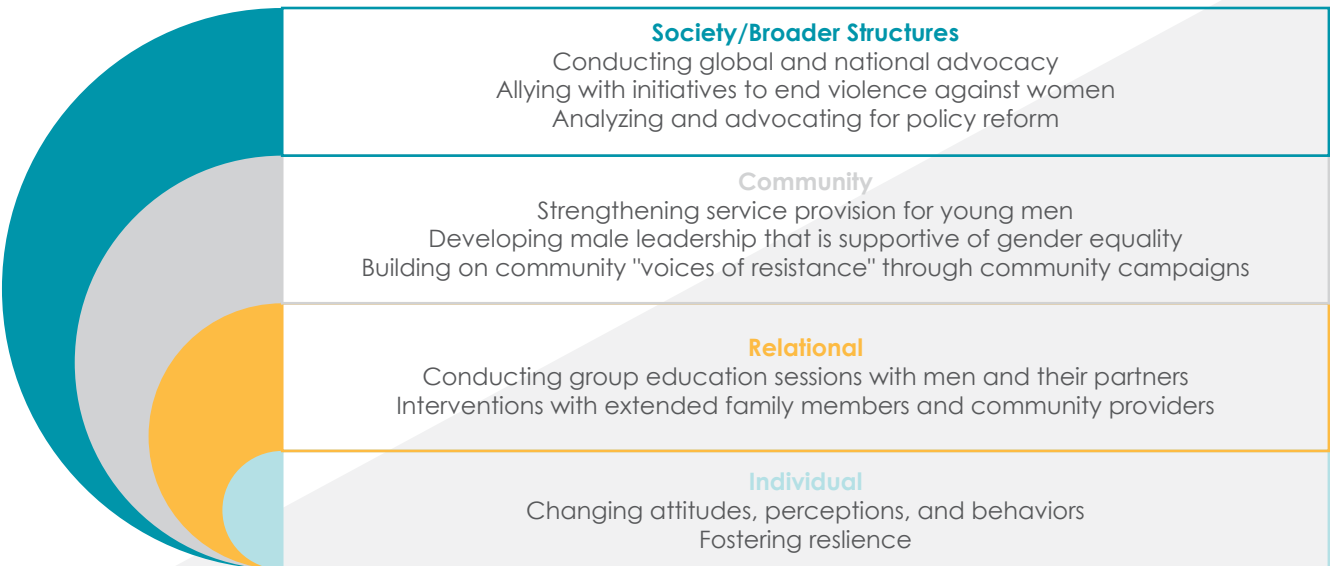 Society/Broader Structures
Conducting global and national advocacy
Allying with initiatives to end violence against women
Analyzing and advocating for policy reform
Community
Strengthening service provision for young men
Developing male leadership that is supportive of gender equality
Building on community "voices of resistance" through community campaigns
Relational
Conducting group education sessions with men and their partners
Interventions with extended family members and community providers
Individual
Changing attitudes, perceptions, and behaviors
Fostering reslience